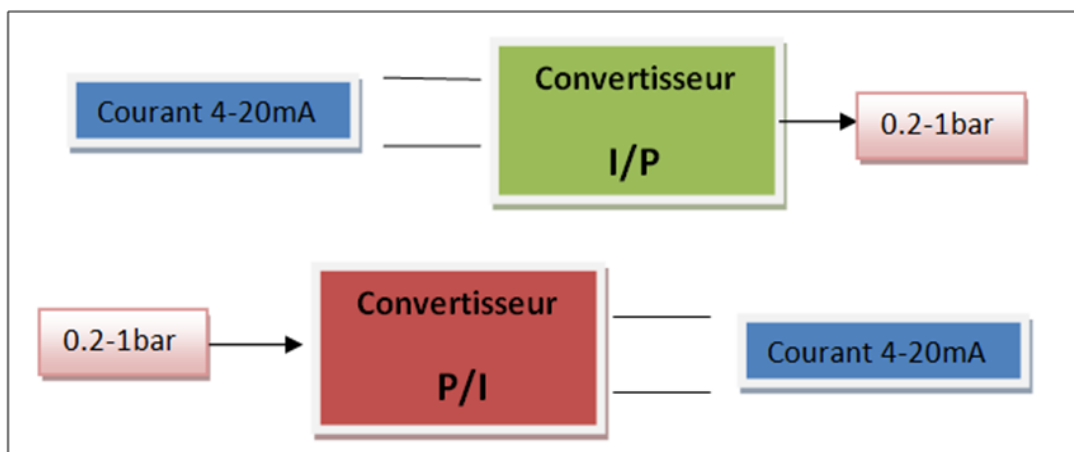 Courant 4-20mA
Convertisseur
I/P
0.2-1bar
0.2-1bar
Convertisseur
P/I
Courant 4-20mA